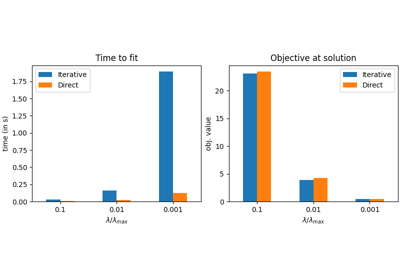 Time to fit
Iterative
Direct
time (in s)
1.75
1.50
1.25
1.00
0.75
0.50
0.25
0.00
0.1
0.01
0.001
λ/λmax
Objective at solution
Iterative
Direct
obj. value
20
15
10
5
0
0.1
0.01
0.001
λ/λmax